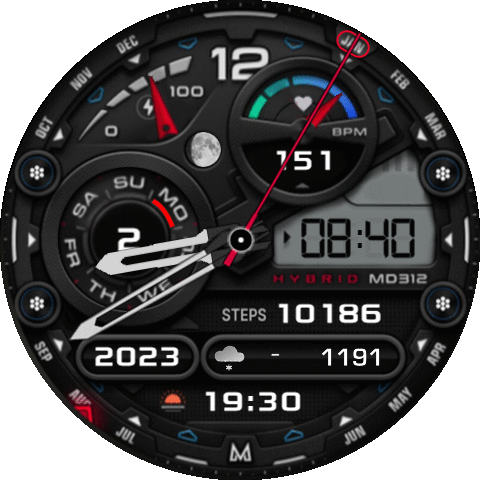 DEC
JAN
NOV
FEB
12
100
OCT
MAR
0
BPM
151
SU
SA
MO
2
FR
TH
WE
08:40
HYBRID MD312
STEPS 10186
SEP
APR
2023
- 1191
AUG
MAY
19:30
JUL
JUN